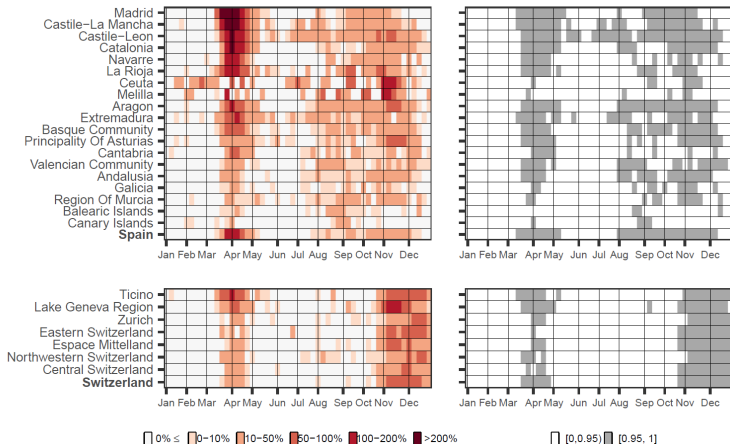 Madrid
Castile−La Mancha
Castile−Leon
Catalonia
Navarre
La Rioja
Ceuta
Melilla
Aragon
Extremadura
Basque Community
Principality Of Asturias
Cantabria
Valencian Community
Andalusia
Galicia
Region Of Murcia
Balearic Islands
Canary Islands
Spain
Jan Feb Mar Apr May Jun Jul Aug Sep Oct Nov Dec
Jan Feb Mar Apr May Jun Jul Aug Sep Oct Nov Dec
Ticino
Lake Geneva Region
Zurich
Eastern Switzerland
Espace Mittelland
Northwestern Switzerland
Central Switzerland
Switzerland
Jan Feb Mar Apr May Jun Jul Aug Sep Oct Nov Dec
Jan Feb Mar Apr May Jun Jul Aug Sep Oct Nov Dec
0% ≤ 0−10% 10−50% 50−100% 100−200% >200%
[0,0.95) [0.95, 1]